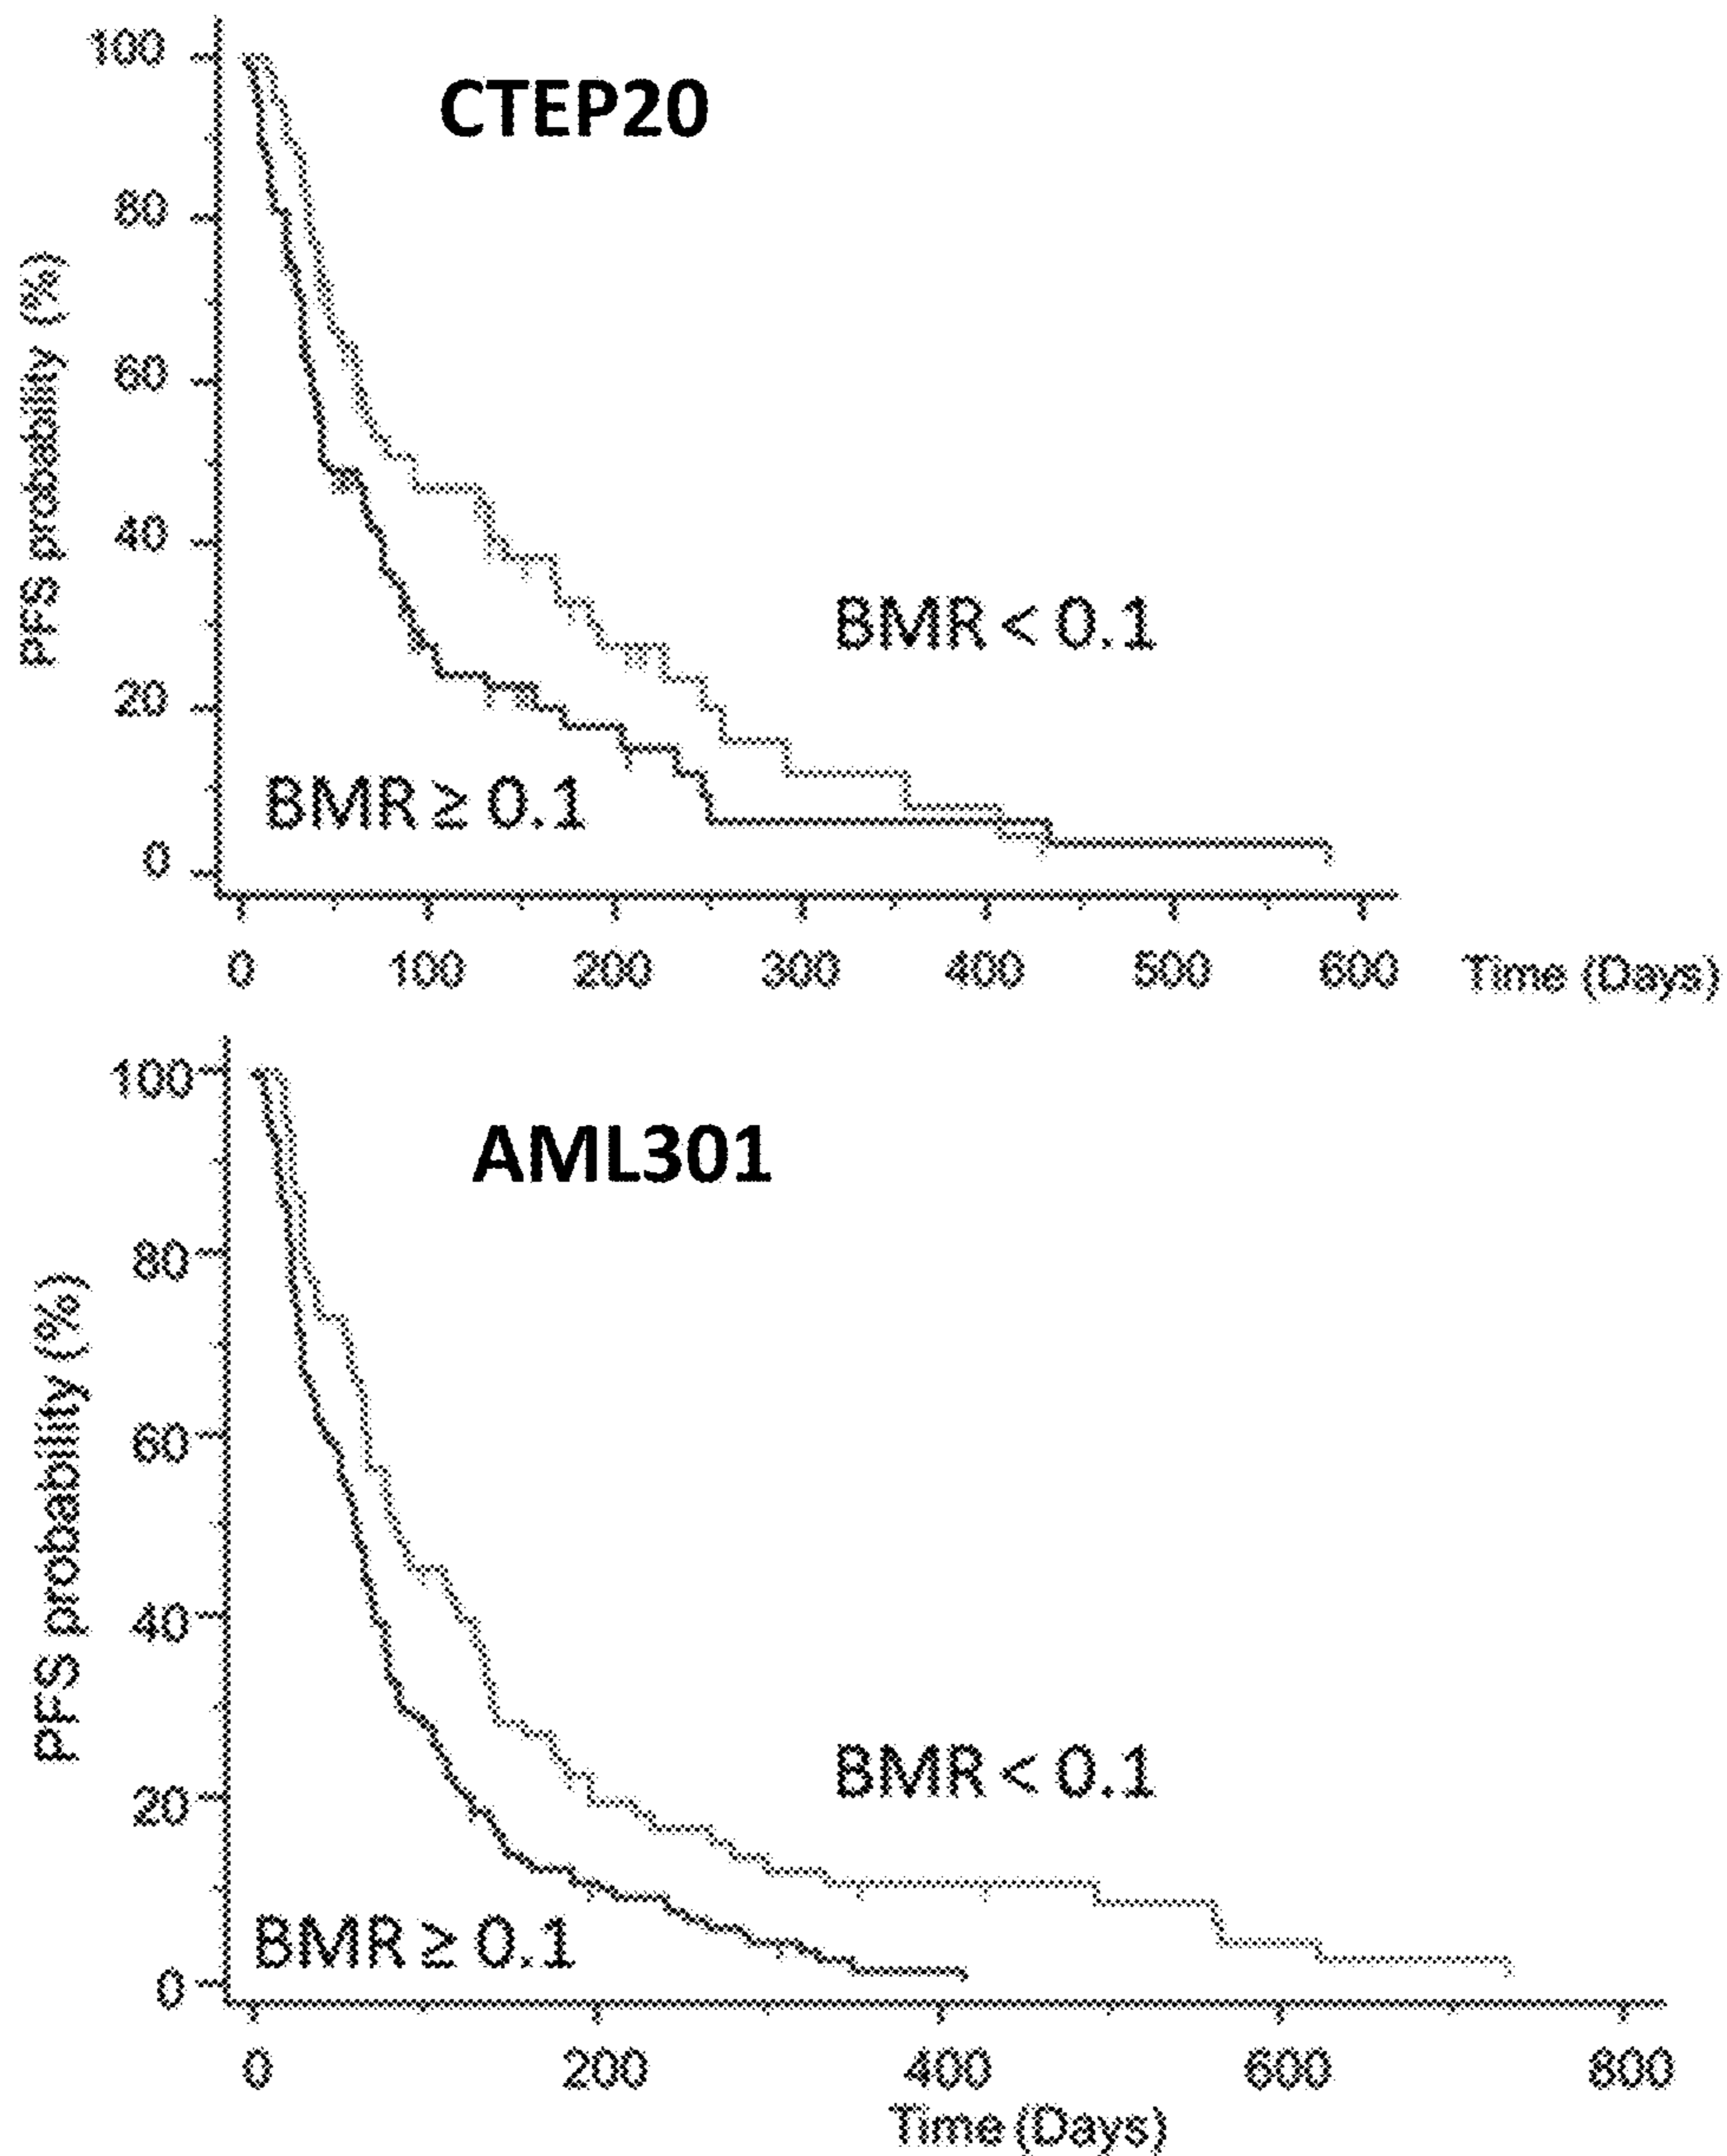 CTEP20
PFS probability (%)
100
80
60
40
20
0
BMR < 0.1
BMR ≥ 0.1
0 100 200 300 400 500 600 Time (Days)
AML301
PFS probability (%)
100
80
60
40
20
0
BMR < 0.1
BMR ≥ 0.1
0 200 400 600 800
Time (Days)